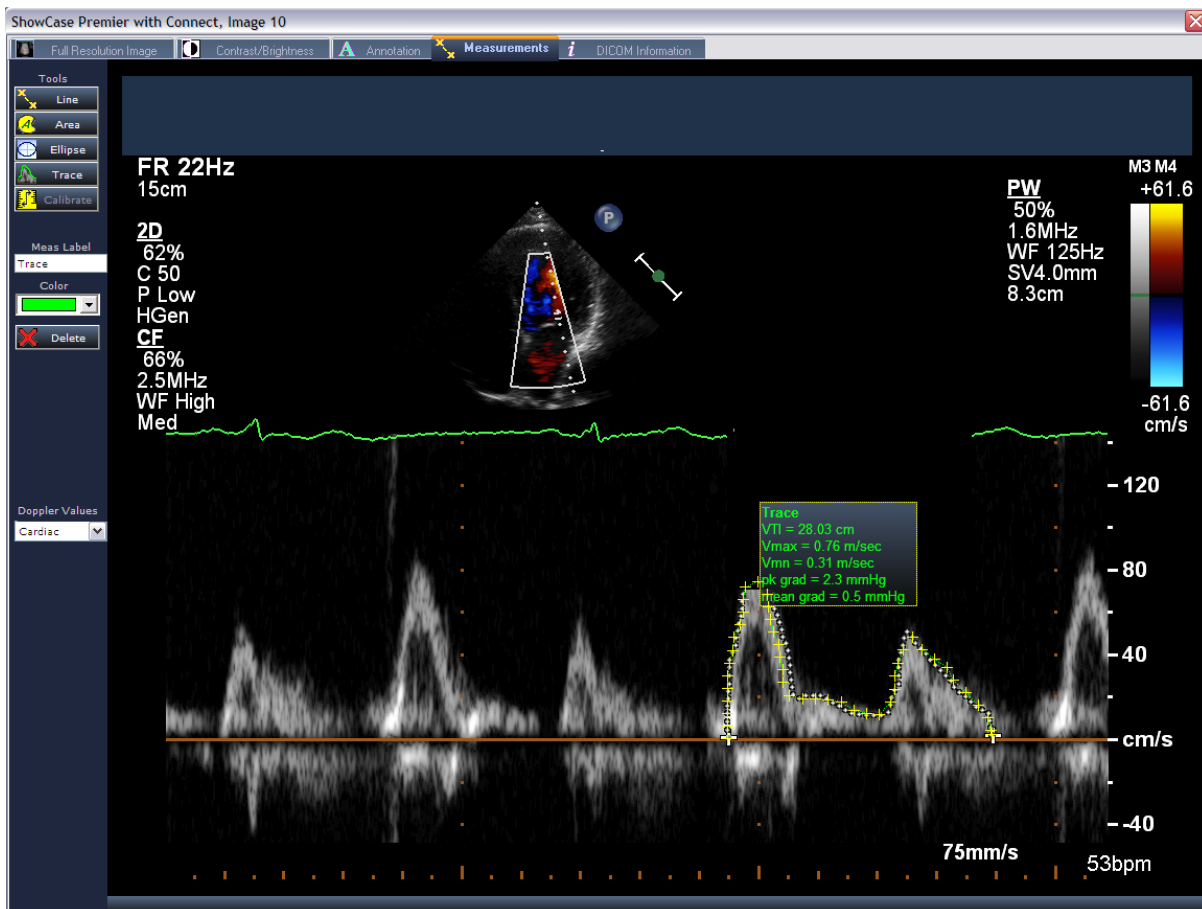 ShowCase Premier with Connect, Image 10
Full Resolution Image
Contrast/Brightness
A Annotation
Measurements
i DICOM Information
Tools
Line
Area
Ellipse
Trace
Calibrate
Meas Label
Trace
Color
Delete
Doppler Values
Cardiac
FR 22Hz
15cm
2D
62%
C 50
P Low
HGen
CF
66%
2.5MHz
WF High
Med
P
PW
50%
1.6MHz
WF 125Hz
SV4.0mm
8.3cm
M3 M4
+61.6
-61.6
cm/s
Trace
VTI = 28.03 cm
Vmax = 0.76 m/sec
Vmn = 0.31 m/sec
pk grad = 2.3 mmHg
mean grad = 0.5 mmHg
120
80
40
cm/s
-40
75mm/s
53bpm